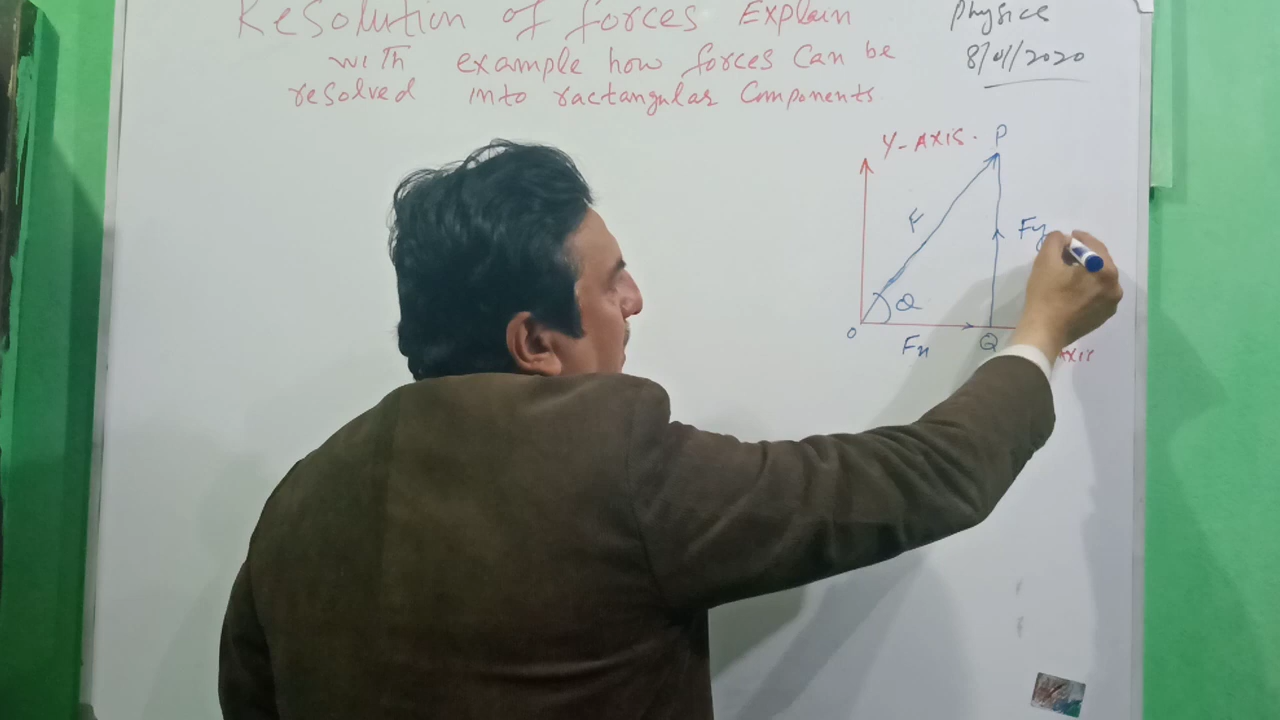 Resolution of forces Explain
with example how forces can be
resolved into ractangular Components
Physics
8/01/2020
Y-AXIS.
P
F
Fy
Q
O
Fx
Q
AXIS